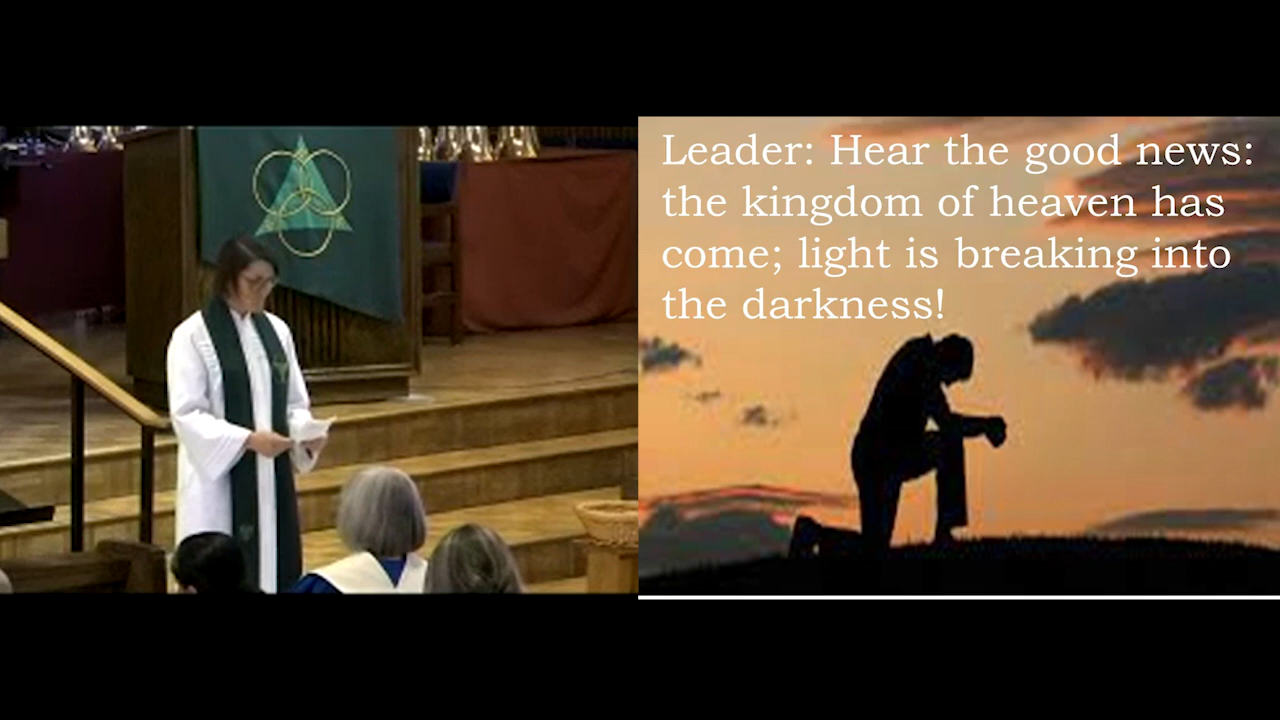 Leader: Hear the good news:
the kingdom of heaven has
come; light is breaking into
the darkness!